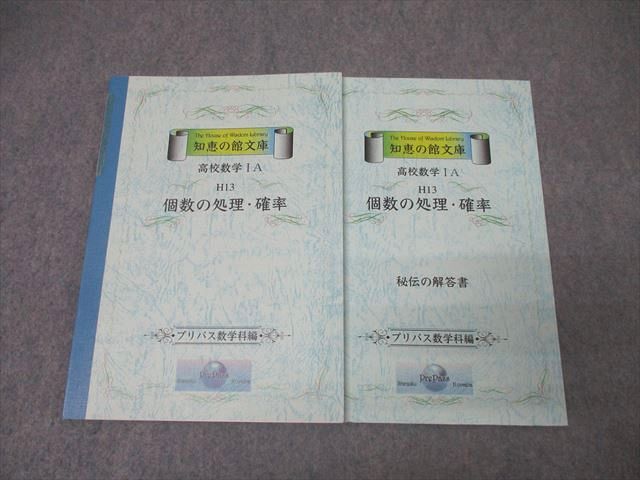 The House of Wisdom Library
知恵の館文庫
高校数学ⅠA
H13
個数の処理・確率
プリパス数学科編
PrePass
The House of Wisdom Library
知恵の館文庫
高校数学ⅠA
H13
個数の処理・確率
秘伝の解答書
プリパス数学科編
PrePass